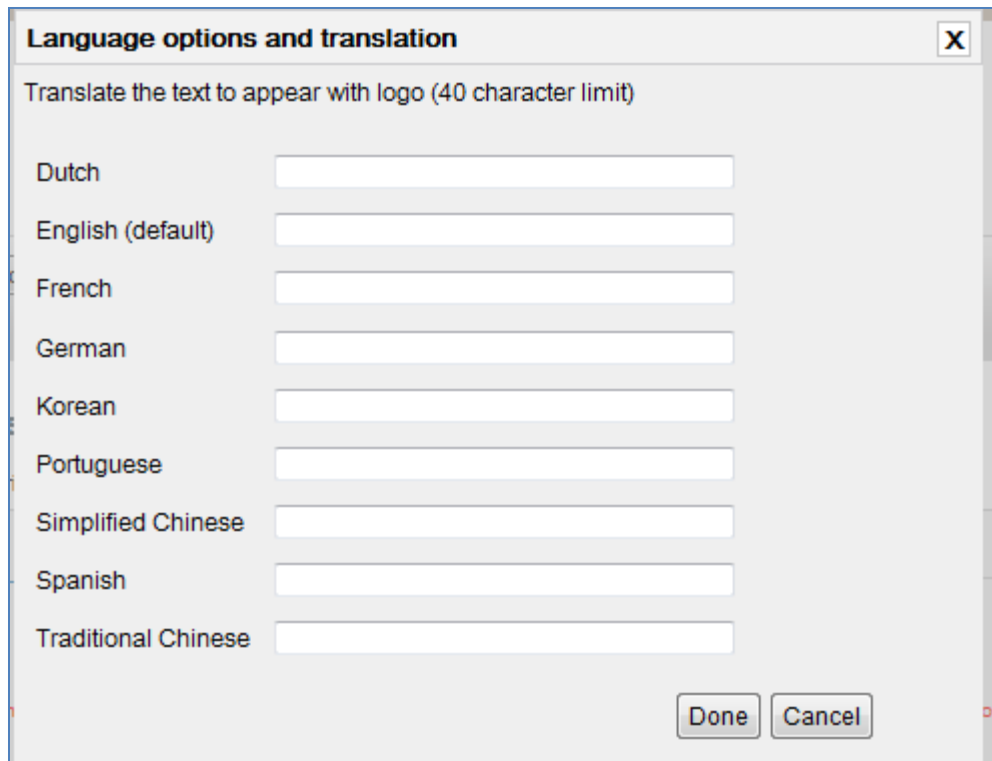 Language options and translation
X
Translate the text to appear with logo (40 character limit)
Dutch
English (default)
French
German
Korean
Portuguese
Simplified Chinese
Spanish
Traditional Chinese
Done Cancel